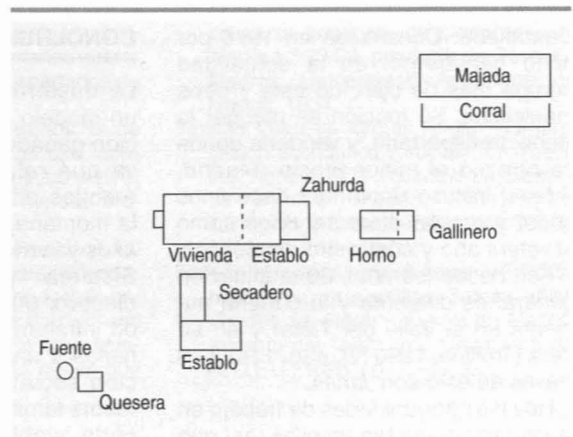 Majada
Corral
Zahurda
Gallinero
Vivienda Establo Horno
Secadero
Establo
Fuente
Quesera